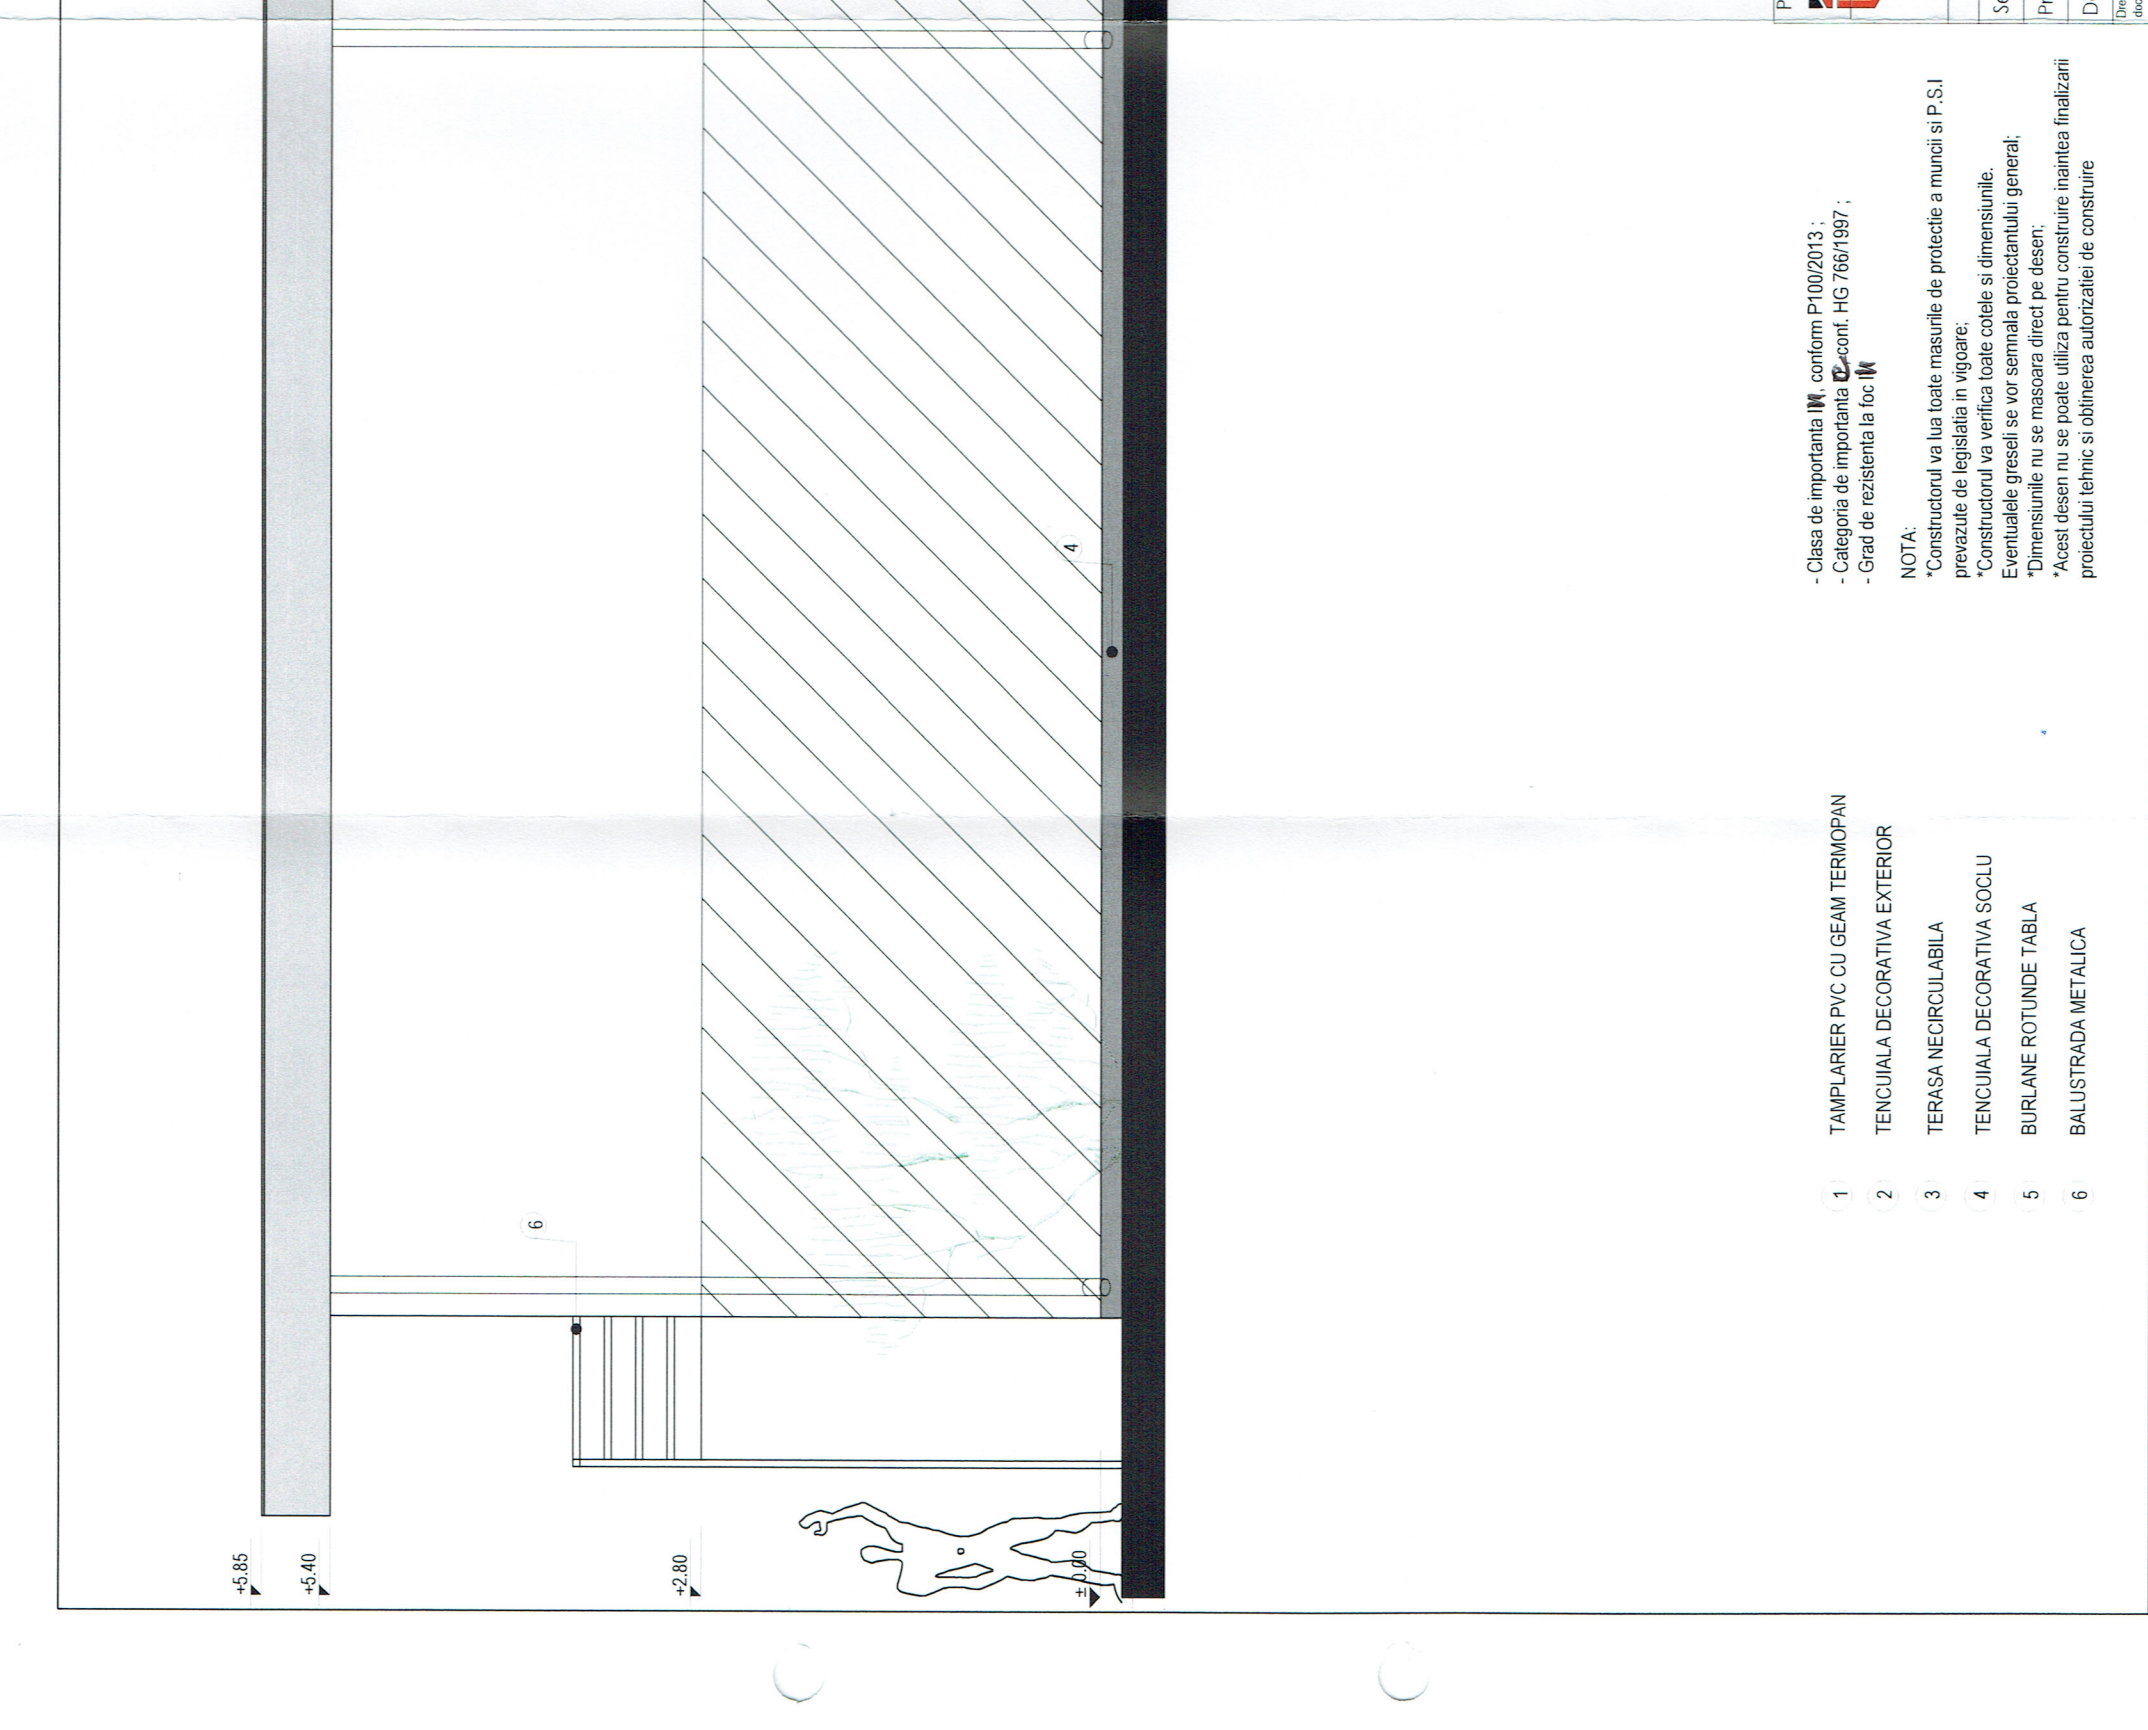 +5.85
+5.40
+2.80
± 0.00
6
4
1 TAMPLARIER PVC CU GEAM TERMOPAN
2 TENCUIALA DECORATIVA EXTERIOR
3 TERASA NECIRCULABILA
4 TENCUIALA DECORATIVA SOCLU
5 BURLANE ROTUNDE TABLA
6 BALUSTRADA METALICA
- Clasa de importanta , conform P100/2013 ;
- Categoria de importanta conf. HG 766/1997 ;
- Grad de rezistenta la foc
NOTA:
*Constructorul va lua toate masurile de protectie a muncii si P.S.I
prevazute de legislatia in vigoare;
*Constructorul va verifica toate cotele si dimensiunile.
Eventualele greseli se vor semnala proiectantului general;
*Dimensiunile nu se masoara direct pe desen;
*Acest desen nu se poate utiliza pentru construire inaintea finalizarii
proiectului tehnic si obtinerea autorizatiei de construire